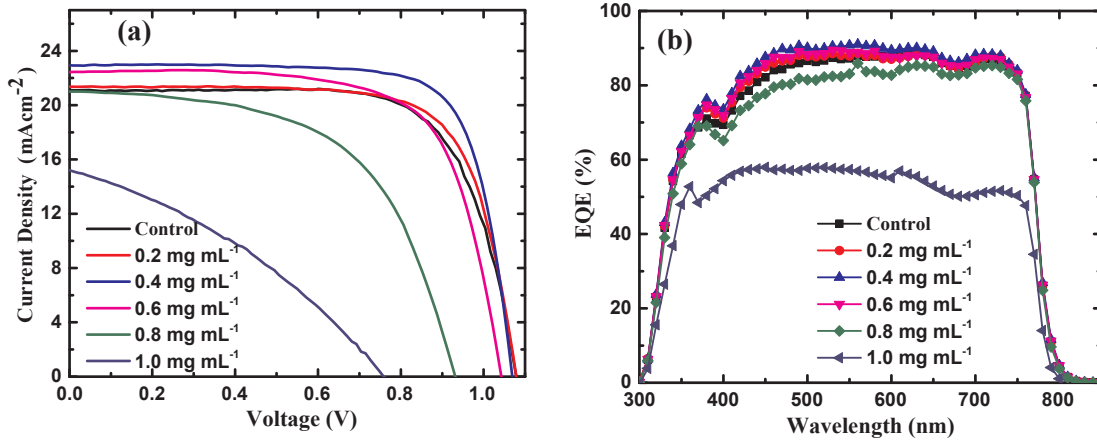 (a)
Current Density (mAcm-2)
24
20
16
12
8
4
0
0.0 0.2 0.4 0.6 0.8 1.0
Voltage (V)
Control
0.2 mg mL-1
0.4 mg mL-1
0.6 mg mL-1
0.8 mg mL-1
1.0 mg mL-1
(b)
EQE (%)
100
80
60
40
20
0
300 400 500 600 700 800
Wavelength (nm)
Control
0.2 mg mL-1
0.4 mg mL-1
0.6 mg mL-1
0.8 mg mL-1
1.0 mg mL-1